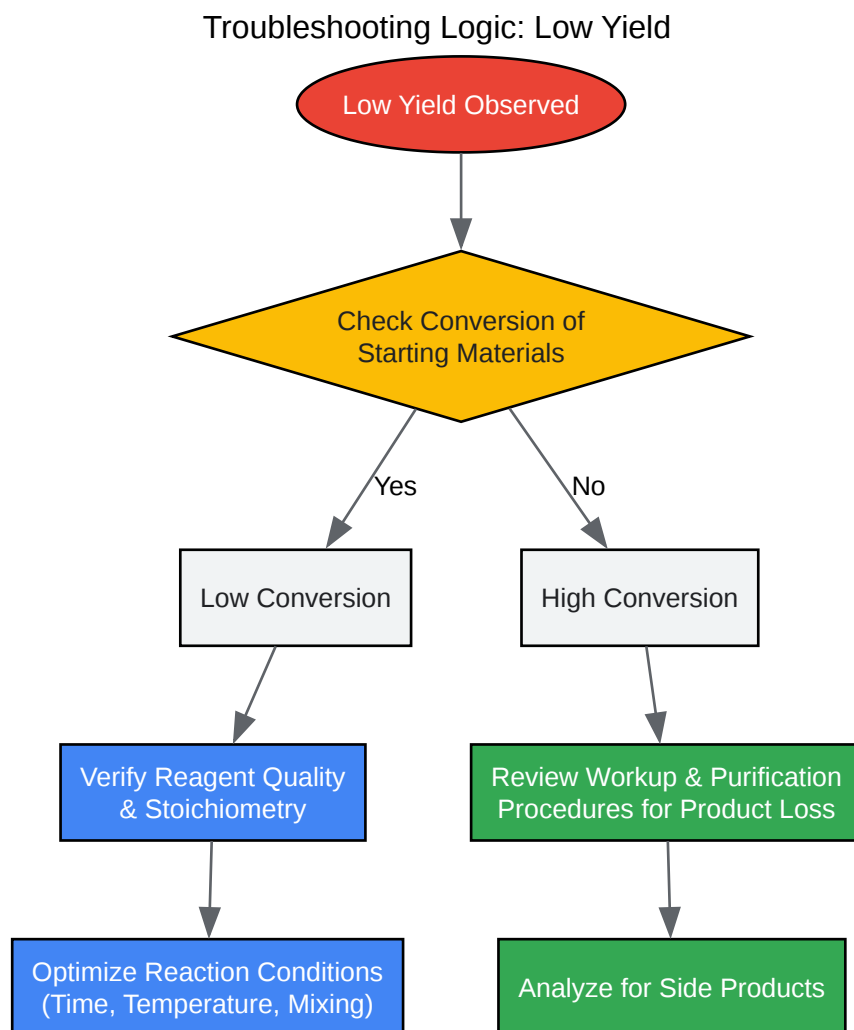 Troubleshooting Logic: Low Yield
Low Yield Observed
Check Conversion of
Starting Materials
Yes
No
Low Conversion
High Conversion
Verify Reagent Quality
& Stoichiometry
Review Workup & Purification
Procedures for Product Loss
Optimize Reaction Conditions
(Time, Temperature, Mixing)
Analyze for Side Products